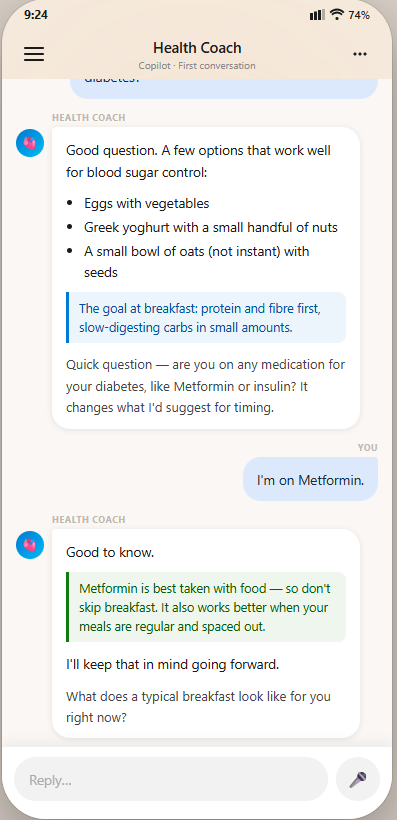 9:24
74%
Health Coach
Copilot · First conversation
diabetes?
HEALTH COACH
Good question. A few options that work well
for blood sugar control:
• Eggs with vegetables
• Greek yoghurt with a small handful of nuts
• A small bowl of oats (not instant) with
seeds
The goal at breakfast: protein and fibre first,
slow-digesting carbs in small amounts.
Quick question — are you on any medication for
your diabetes, like Metformin or insulin? It
changes what I'd suggest for timing.
YOU
I'm on Metformin.
HEALTH COACH
Good to know.
Metformin is best taken with food — so don't
skip breakfast. It also works better when your
meals are regular and spaced out.
I'll keep that in mind going forward.
What does a typical breakfast look like for you
right now?
Reply...